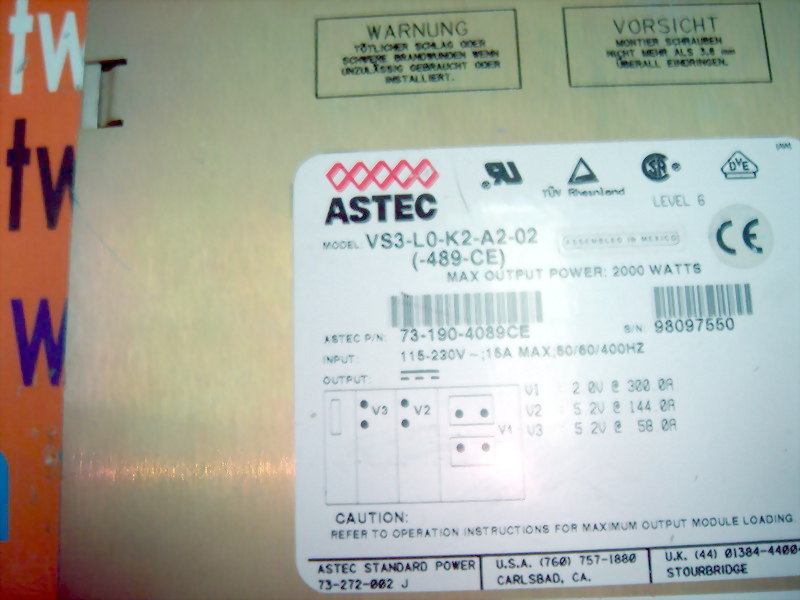 tw
tw
W
WARNUNG
TÖTLICHER SCHLAG ODER
SCHWERE BRANDWUNDEN WENN
UNZULÄSSIG GEBRAUCHT ODER
INSTALLIERT.
VORSICHT
MONTIER SCHRAUBEN
NICHT MEHR ALS 3.8 mm
ÜBERALL EINDRINGEN.
ASTEC
TÜV Rheinland
DVE
LEVEL 6
CE
MODEL: VS3-L0-K2-A2-02
(-489-CE)
ASSEMBLED IN MEXICO
MAX OUTPUT POWER: 2000 WATTS
ASTEC P/N: 73-190-4089CE
S/N: 98097550
INPUT: 115-230V ~;15A MAX;50/60/400HZ
OUTPUT:
V3
V2
V1
V1 : 2.0V @ 300.0A
V2 : 5.2V @ 144.0A
V3 : 5.2V @ 58.0A
CAUTION:
REFER TO OPERATION INSTRUCTIONS FOR MAXIMUM OUTPUT MODULE LOADING.
ASTEC STANDARD POWER
73-272-002 J
U.S.A. (760) 757-1880
CARLSBAD, CA.
U.K. (44) 01384-4400
STOURBRIDGE